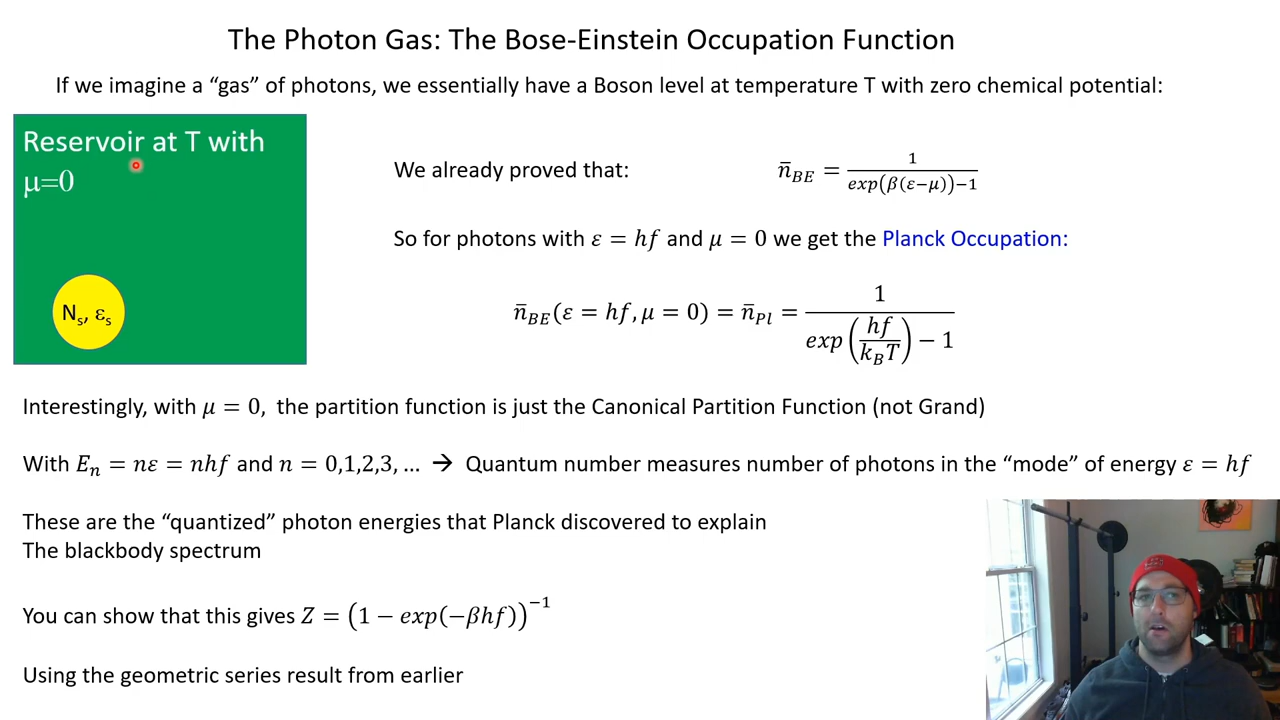 The Photon Gas: The Bose-Einstein Occupation Function
If we imagine a “gas” of photons, we essentially have a Boson level at temperature T with zero chemical potential:
Reservoir at T with
μ=0
N_s, ε_s
We already proved that: n̄_BE = 1 / (exp(β(ε−μ))−1)
So for photons with ε = hf and μ = 0 we get the Planck Occupation:
n̄_BE(ε = hf, μ = 0) = n̄_Pl = 1 / (exp(hf / k_BT) − 1)
Interestingly, with μ = 0, the partition function is just the Canonical Partition Function (not Grand)
With E_n = nε = nhf and n = 0,1,2,3, … → Quantum number measures number of photons in the “mode” of energy ε = hf
These are the “quantized” photon energies that Planck discovered to explain
The blackbody spectrum
You can show that this gives Z = (1 − exp(−βhf))^−1
Using the geometric series result from earlier